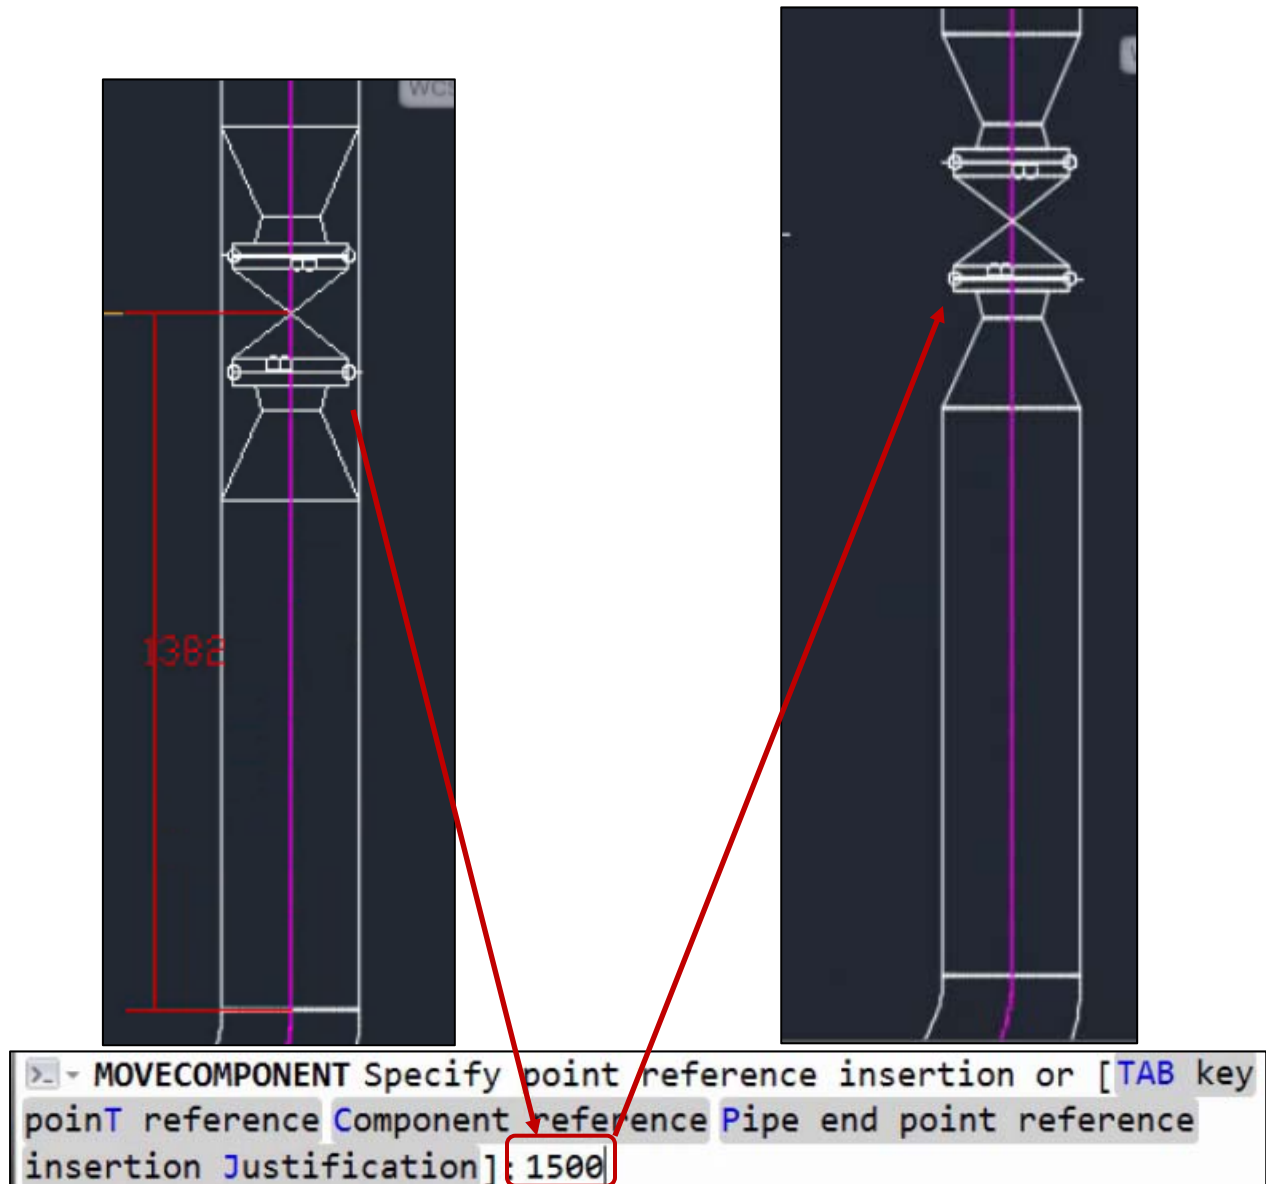 WCS
1382
MOVECOMPONENT Specify point reference insertion or [TAB key
poinT reference Component reference Pipe end point reference
insertion Justification]: 1500